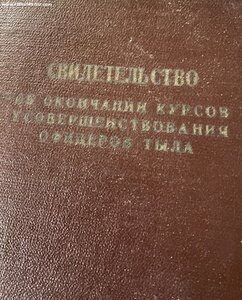 СВИДЕТЕЛЬСТВО
ОБ ОКОНЧАНИИ КУРСОВ
УСОВЕРШЕНСТВОВАНИЯ
ОФИЦЕРОВ ТЫЛА